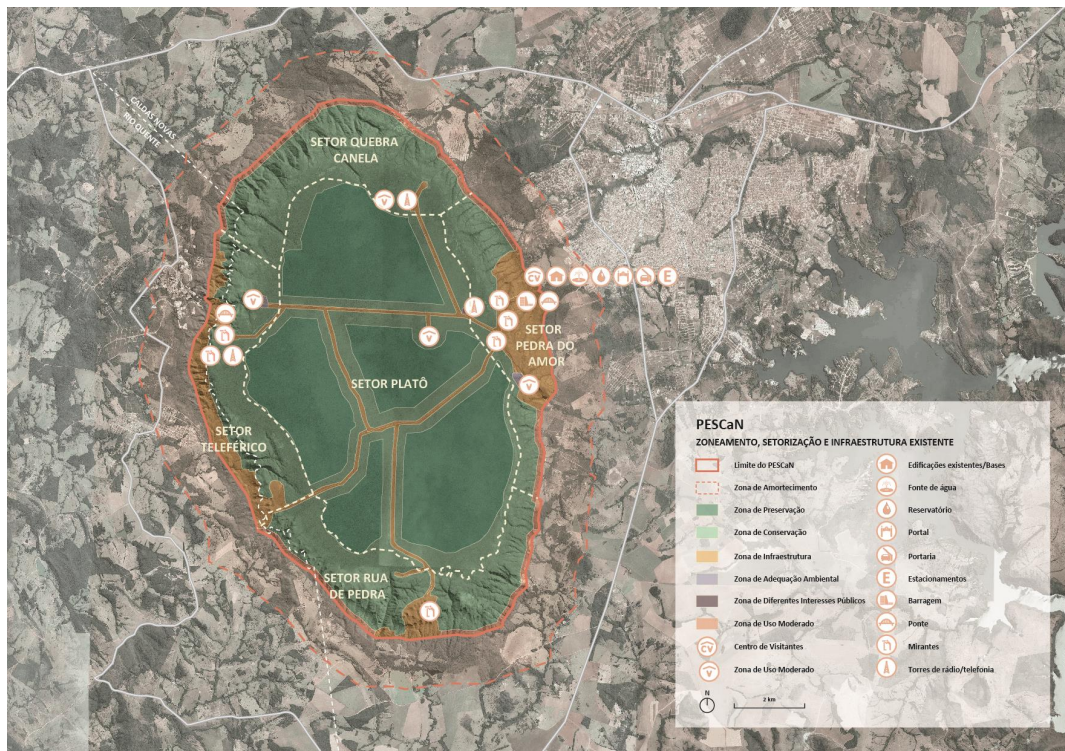 CALDAS NOVAS
RIO QUENTE
SETOR QUEBRA
CANELA
V
V
CV
E
SETOR
PEDRA DO
AMOR
V
SETOR PLATÔ
V
SETOR
TELEFÉRICO
SETOR RUA
DE PEDRA
PESCaN
ZONEAMENTO, SETORIZAÇÃO E INFRAESTRUTURA EXISTENTE
Limite do PESCaN
Zona de Amortecimento
Zona de Preservação
Zona de Conservação
Zona de Infraestrutura
Zona de Adequação Ambiental
Zona de Diferentes Interesses Públicos
Zona de Uso Moderado
CV Centro de Visitantes
V Zona de Uso Moderado
Edificações existentes/Bases
Fonte de água
Reservatório
Portal
Portaria
E Estacionamentos
Barragem
Ponte
Mirantes
Torres de rádio/telefonia
N
2 km